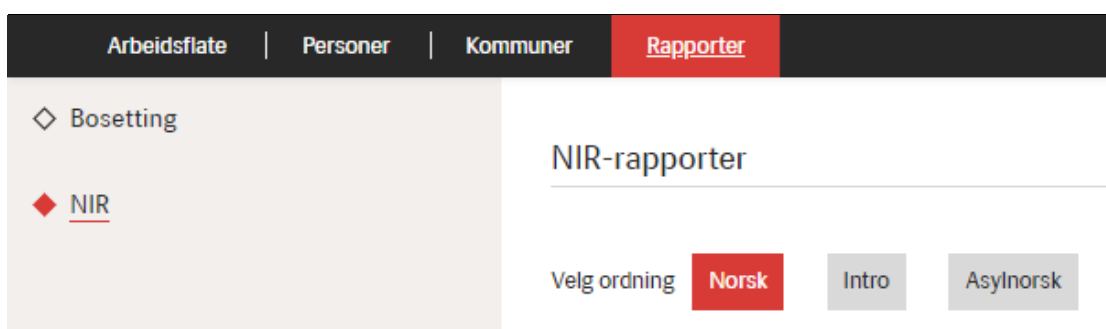 Arbeidsflate | Personer | Kommuner Rapporter
Bosetting
NIR-rapporter
NIR
Velg ordning Norsk Intro Asylnorsk